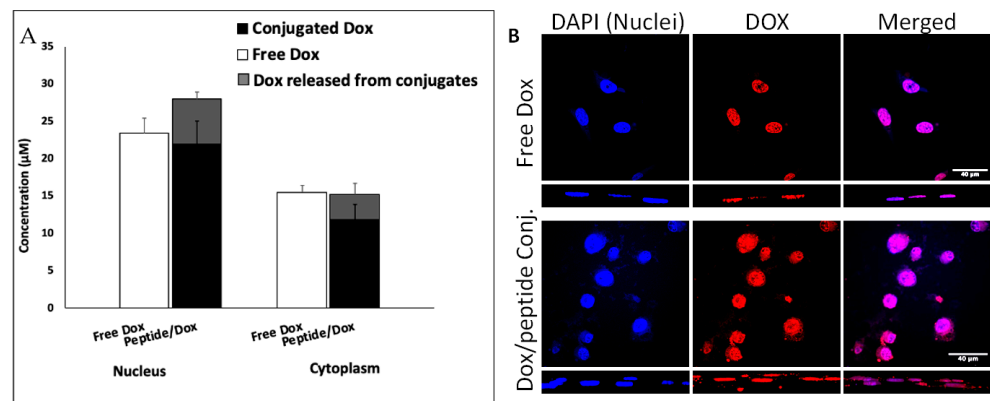 A
Conjugated Dox
Free Dox
Dox released from conjugates
35
30
25
20
15
10
5
0
Concentration (µM)
Free Dox
Peptide/Dox
Free Dox
Peptide/Dox
Nucleus
Cytoplasm
B
DAPI (Nuclei)
DOX
Merged
Free Dox
40 µm
Dox/peptide Conj.
40 µm